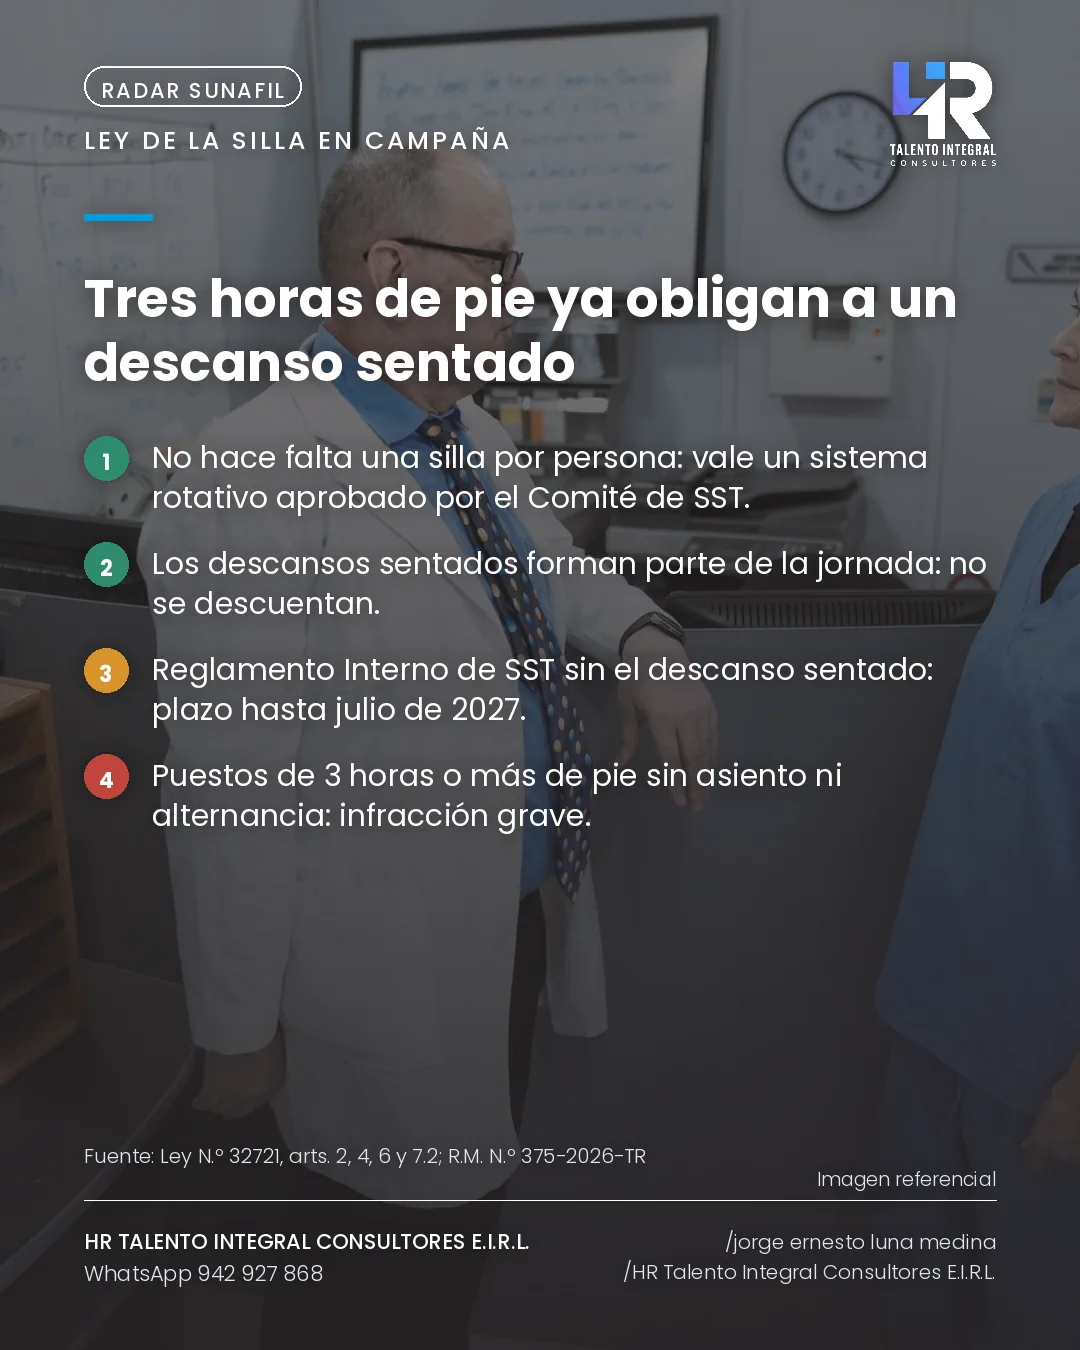 RADAR SUNAFIL
LEY DE LA SILLA EN CAMPAÑA
HR
TALENTO INTEGRAL
CONSULTORES
Tres horas de pie ya obligan a un
descanso sentado
1 No hace falta una silla por persona: vale un sistema
rotativo aprobado por el Comité de SST.
2 Los descansos sentados forman parte de la jornada: no
se descuentan.
3 Reglamento Interno de SST sin el descanso sentado:
plazo hasta julio de 2027.
4 Puestos de 3 horas o más de pie sin asiento ni
alternancia: infracción grave.
Fuente: Ley N.º 32721, arts. 2, 4, 6 y 7.2; R.M. N.º 375-2026-TR
Imagen referencial
HR TALENTO INTEGRAL CONSULTORES E.I.R.L.
WhatsApp 942 927 868
/jorge ernesto luna medina
/HR Talento Integral Consultores E.I.R.L.